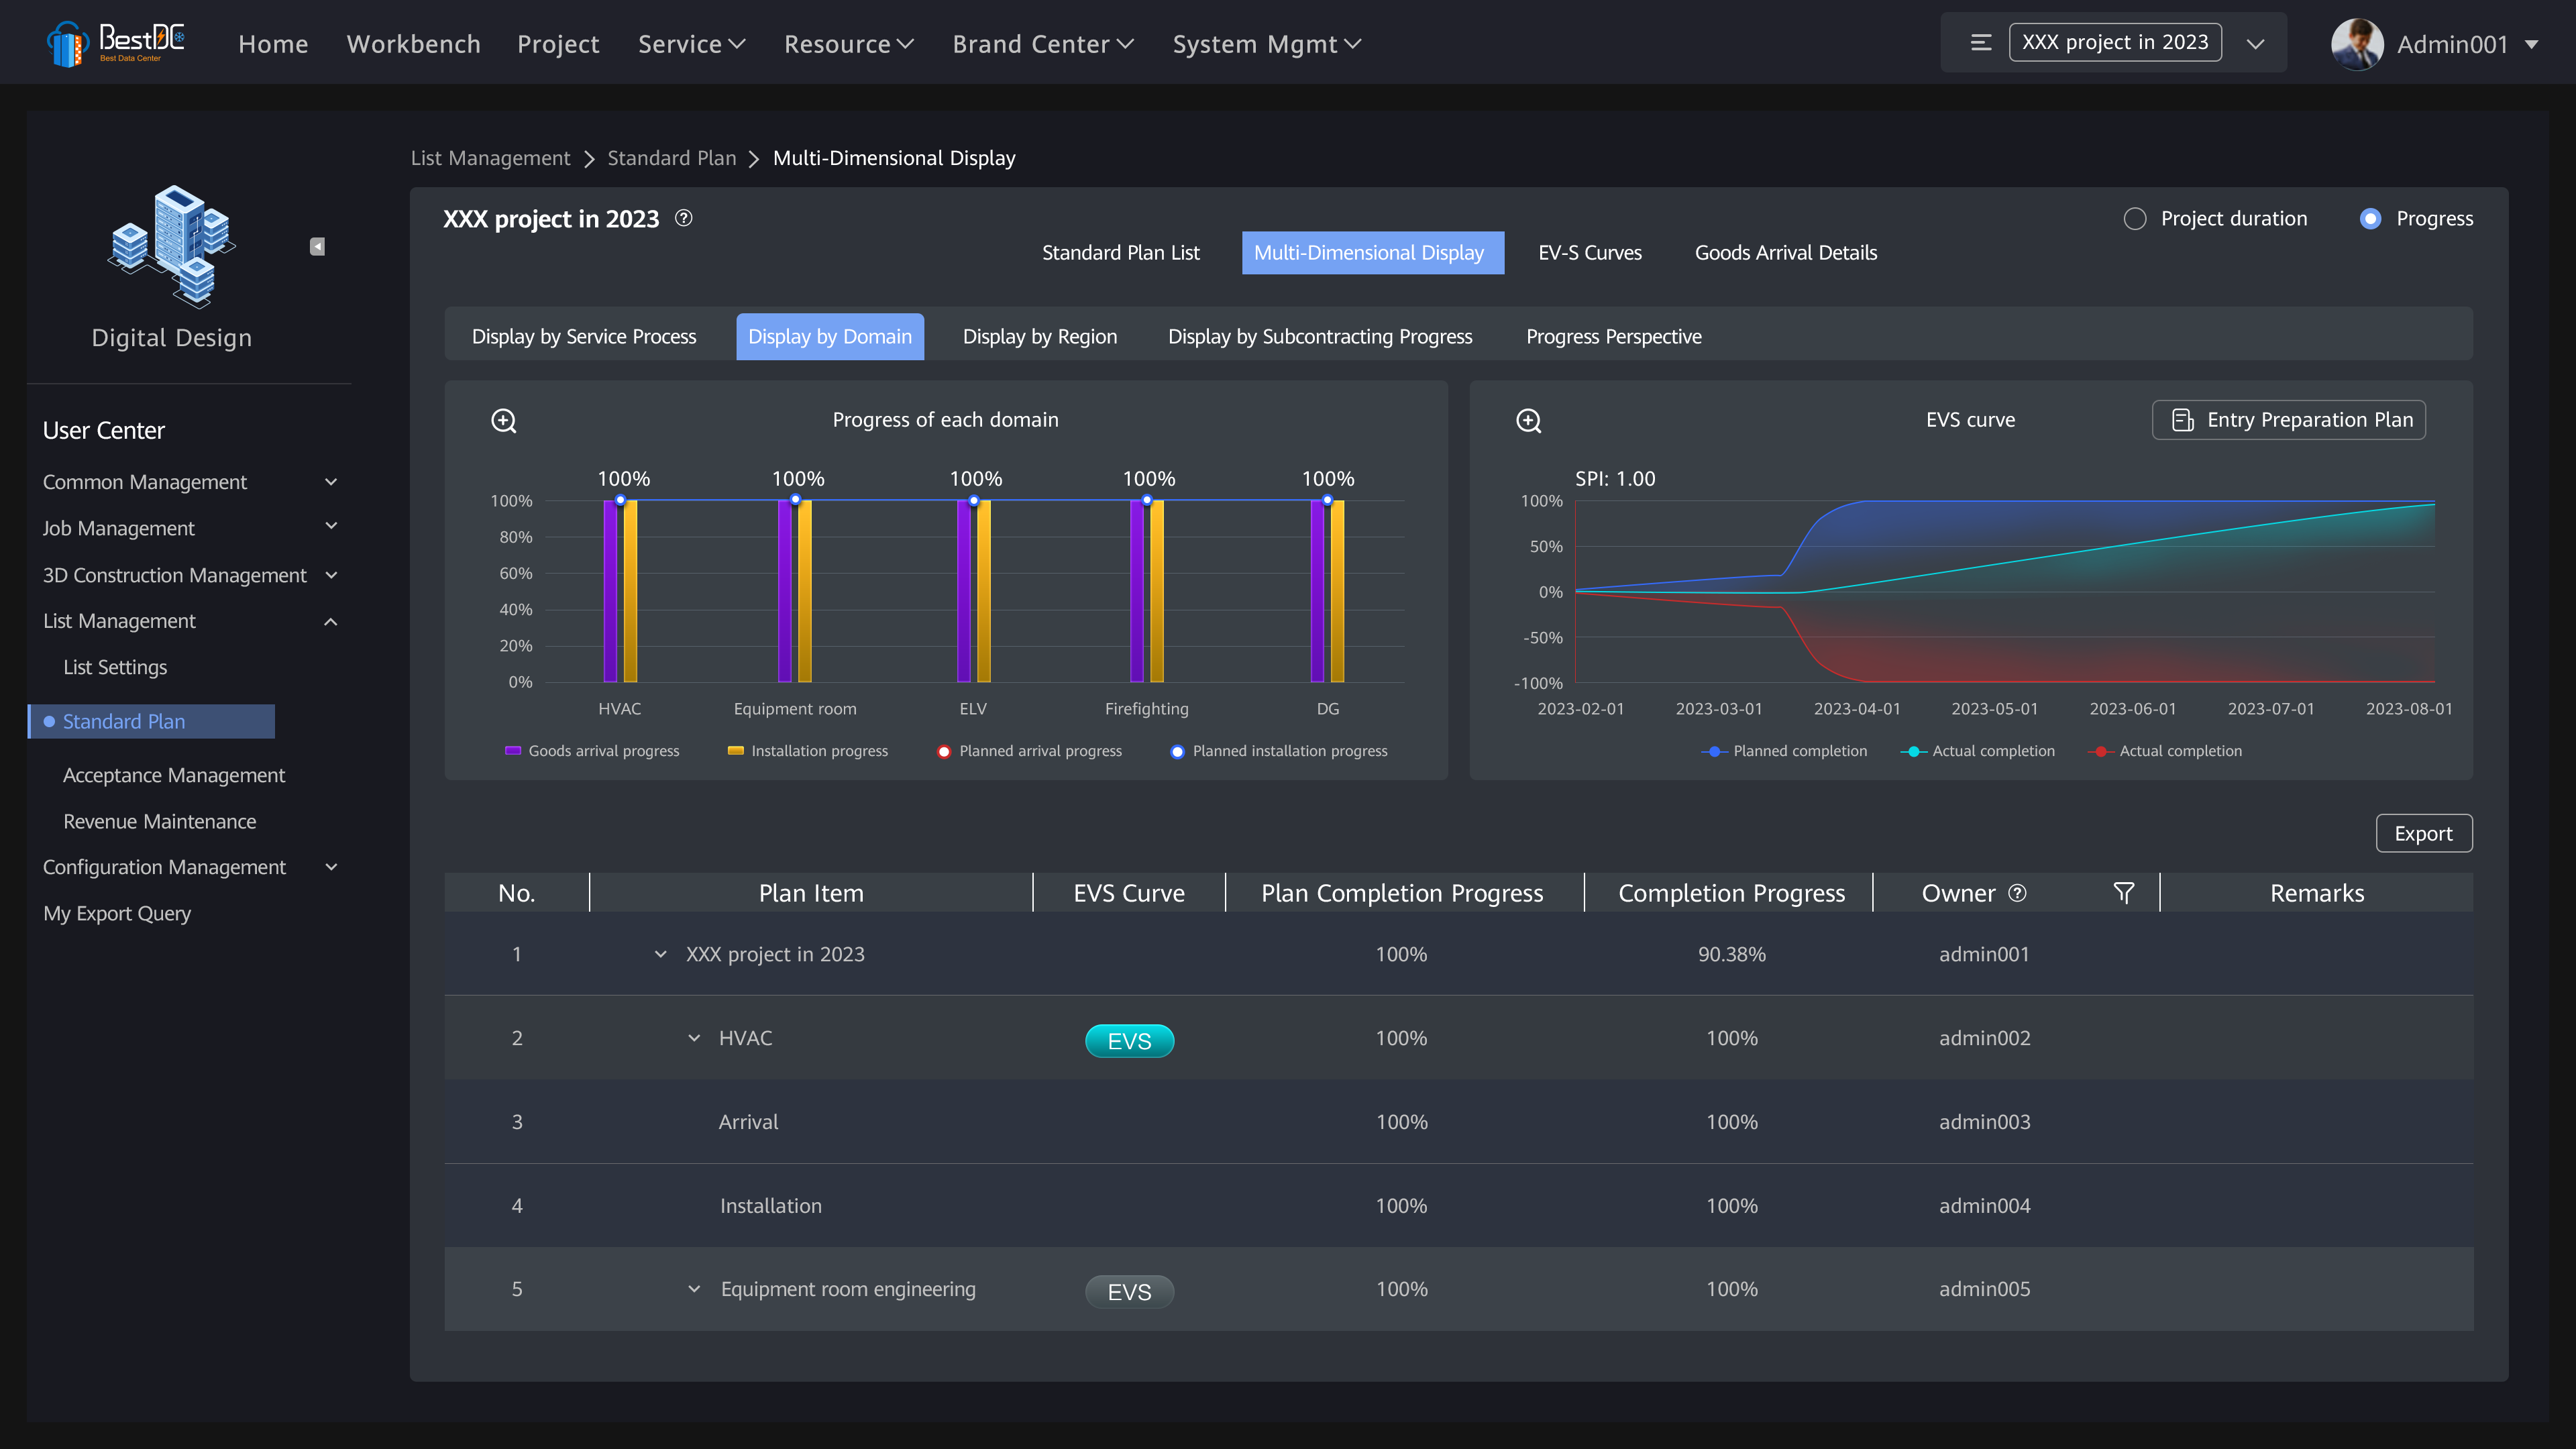 BestDC
Best Data Center
Home
Workbench
Project
Service
Resource
Brand Center
System Mgmt
XXX project in 2023
Admin001
Digital Design
User Center
Common Management
Job Management
3D Construction Management
List Management
List Settings
Standard Plan
Acceptance Management
Revenue Maintenance
Configuration Management
My Export Query
List Management > Standard Plan > Multi-Dimensional Display
XXX project in 2023
Project duration
Progress
Standard Plan List
Multi-Dimensional Display
EV-S Curves
Goods Arrival Details
Display by Service Process
Display by Domain
Display by Region
Display by Subcontracting Progress
Progress Perspective
Progress of each domain
100% 100% 100% 100% 100%
100%
80%
60%
40%
20%
0%
HVAC Equipment room ELV Firefighting DG
Goods arrival progress Installation progress Planned arrival progress Planned installation progress
EVS curve
Entry Preparation Plan
SPI: 1.00
100%
50%
0%
-50%
-100%
2023-02-01 2023-03-01 2023-04-01 2023-05-01 2023-06-01 2023-07-01 2023-08-01
Planned completion Actual completion Actual completion
Export
No. Plan Item EVS Curve Plan Completion Progress Completion Progress Owner Remarks
1 XXX project in 2023 100% 90.38% admin001
2 HVAC EVS 100% 100% admin002
3 Arrival 100% 100% admin003
4 Installation 100% 100% admin004
5 Equipment room engineering EVS 100% 100% admin005